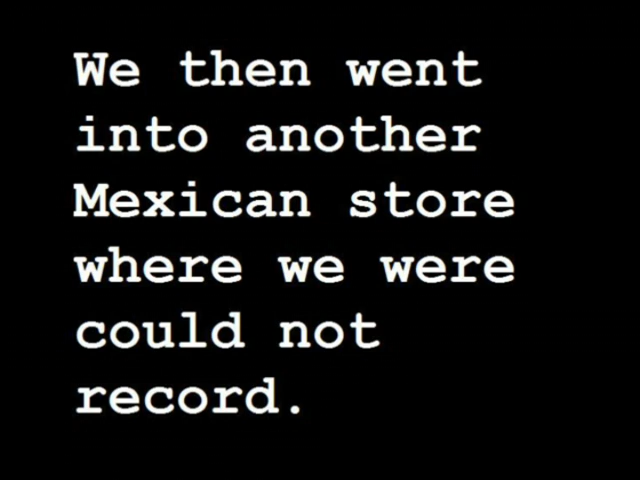 We then went
into another
Mexican store
where we were
could not
record.